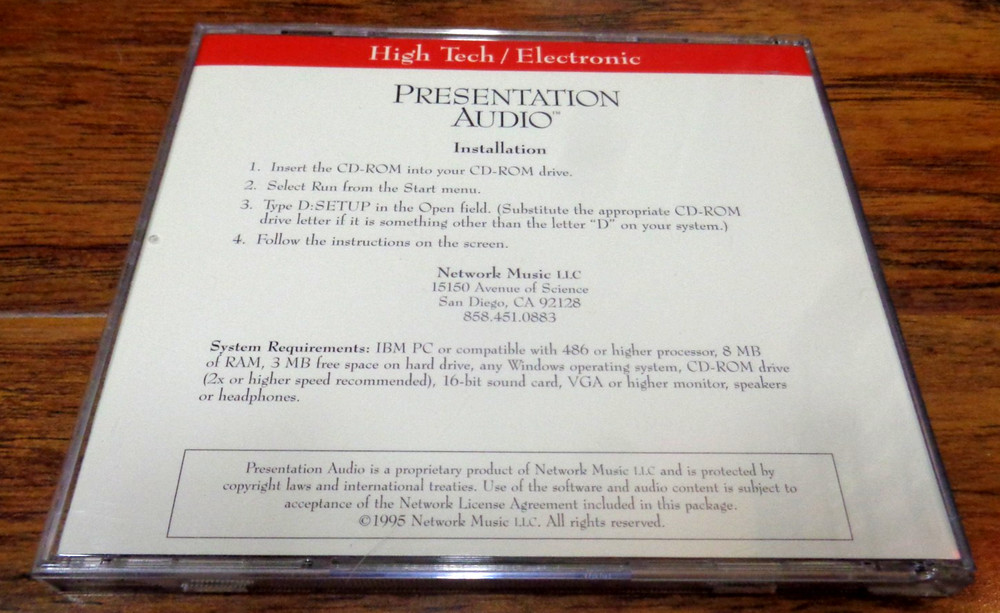 High Tech / Electronic
PRESENTATION
AUDIO™
Installation
1. Insert the CD-ROM into your CD-ROM drive.
2. Select Run from the Start menu.
3. Type D:SETUP in the Open field. (Substitute the appropriate CD-ROM
drive letter if it is something other than the letter "D" on your system.)
4. Follow the instructions on the screen.
Network Music LLC
15150 Avenue of Science
San Diego, CA 92128
858.451.0883
System Requirements: IBM PC or compatible with 486 or higher processor, 8 MB
of RAM, 3 MB free space on hard drive, any Windows operating system, CD-ROM drive
(2x or higher speed recommended), 16-bit sound card, VGA or higher monitor, speakers
or headphones.
Presentation Audio is a proprietary product of Network Music LLC and is protected by
copyright laws and international treaties. Use of the software and audio content is subject to
acceptance of the Network License Agreement included in this package.
©1995 Network Music LLC. All rights reserved.